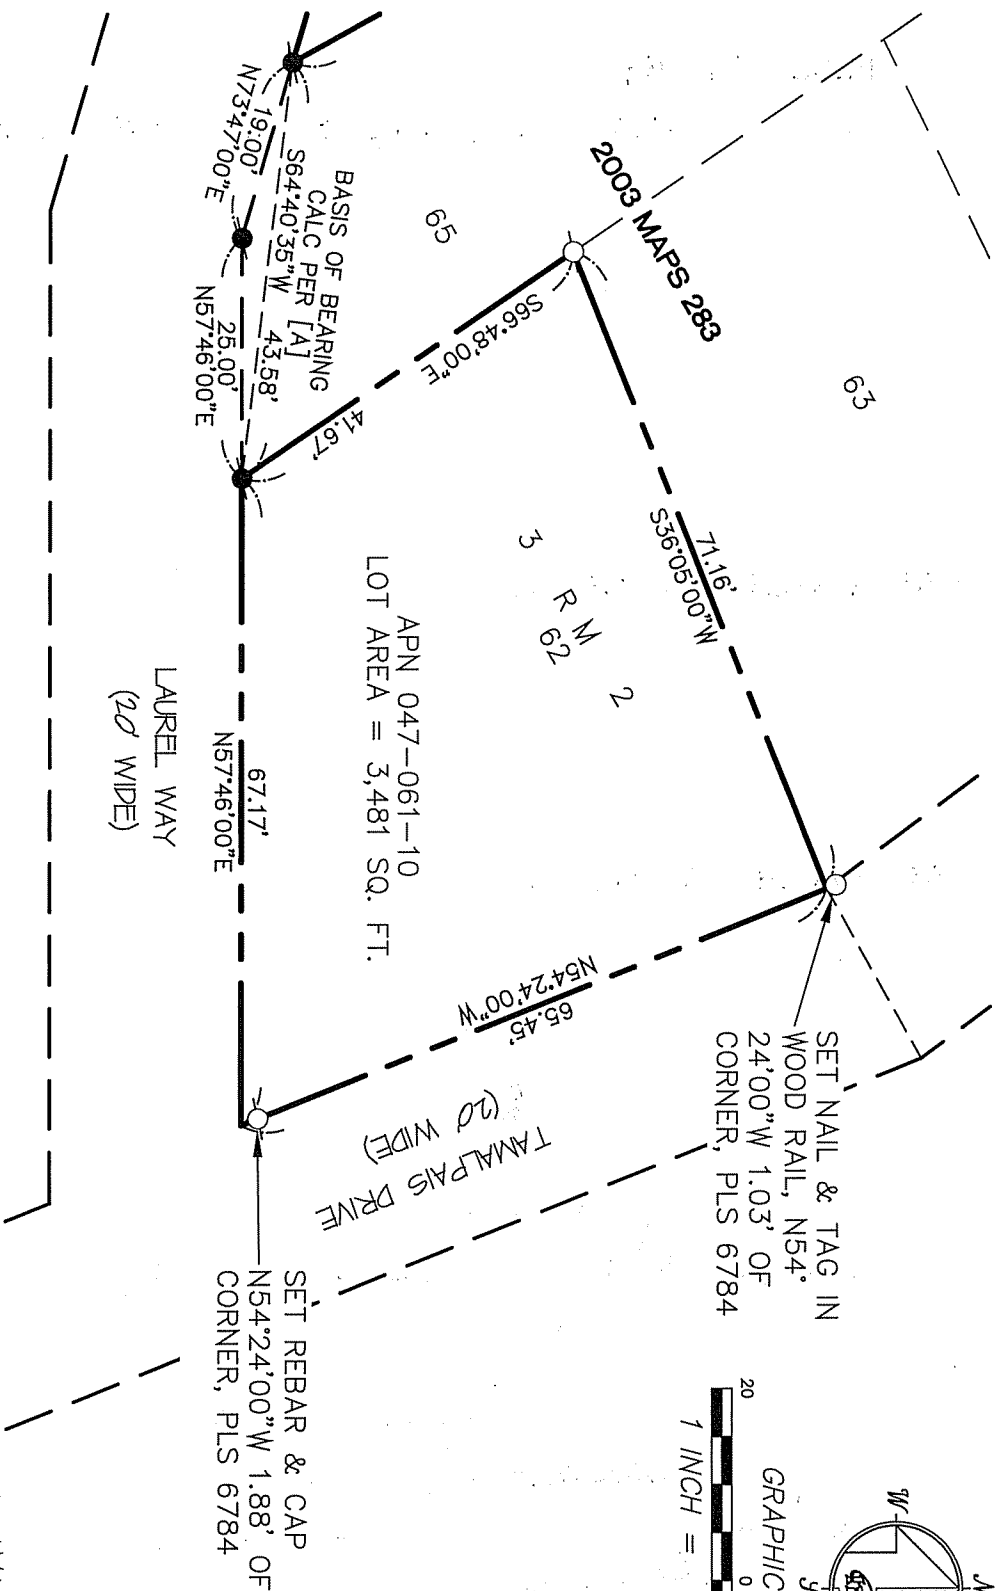 2003 MAPS 283
63
65
BASIS OF BEARING
CALC PER [A]
S64°40'35"W 43.58'
19.00'
N73°47'00"E
25.00'
N57°46'00"E
S66°48'00"E
41.67'
71.16'
S36°05'00"W
3 R M 2
62
APN 047-061-10
LOT AREA = 3,481 SQ. FT.
67.17'
N57°46'00"E
LAUREL WAY
(20' WIDE)
N54°24'00"W
65.45'
TAMALPAIS DRIVE
(20' WIDE)
SET NAIL & TAG IN
WOOD RAIL, N54°
24'00"W 1.03' OF
CORNER, PLS 6784
SET REBAR & CAP
N54°24'00"W 1.88' OF
CORNER, PLS 6784
W
GRAPHIC
20 0
1 INCH =